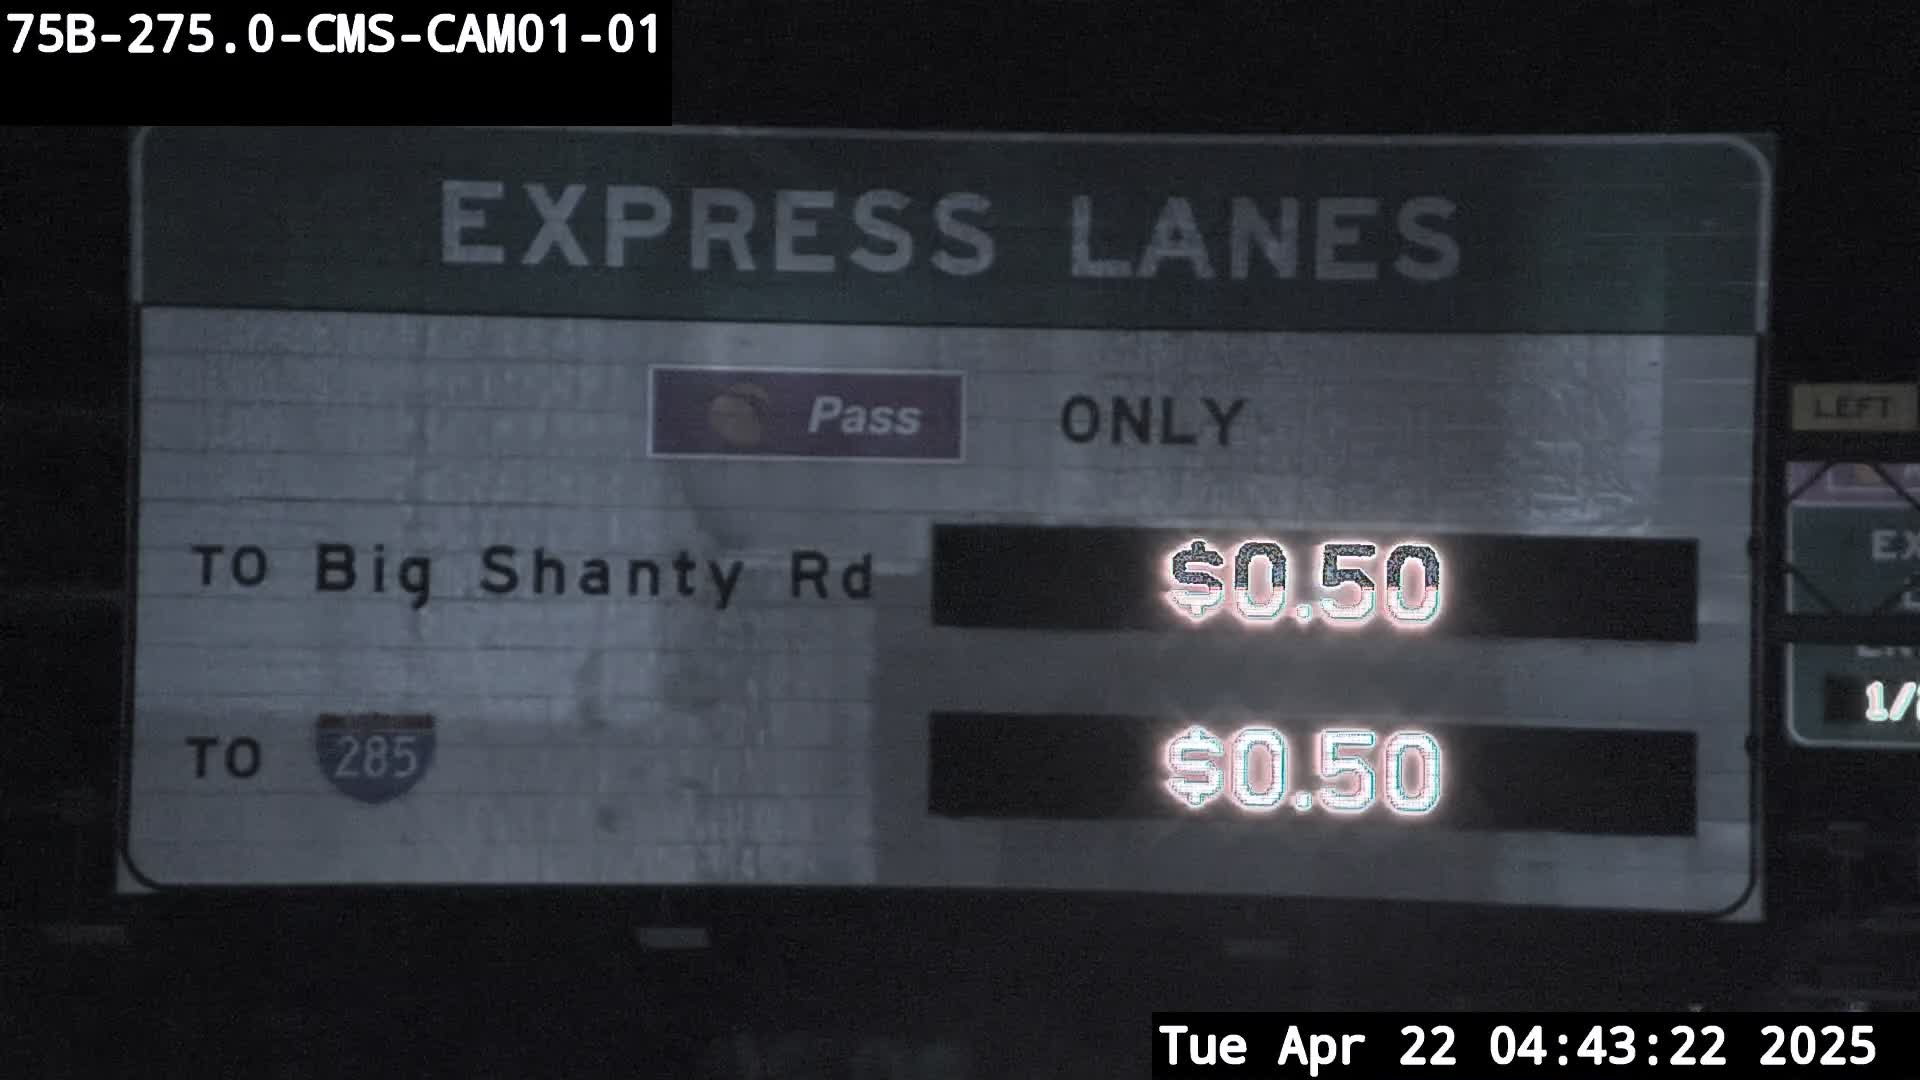 75B-275.0-CMS-CAM01-01
EXPRESS LANES
Pass ONLY
TO Big Shanty Rd $0.50
TO 285 $0.50
LEFT
Tue Apr 22 04:43:22 2025